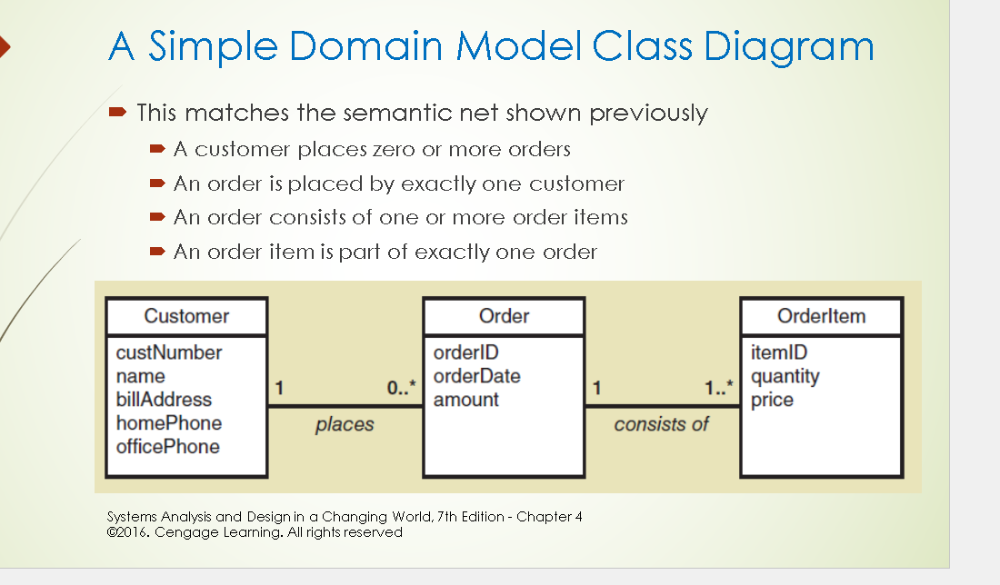 A Simple Domain Model Class Diagram
This matches the semantic net shown previously
A customer places zero or more orders
An order is placed by exactly one customer
An order consists of one or more order items
An order item is part of exactly one order
Customer
custNumber
name
billAddress
homePhone
officePhone
1
0..*
places
Order
orderID
orderDate
amount
1
1..*
consists of
OrderItem
itemID
quantity
price
Systems Analysis and Design in a Changing World, 7th Edition - Chapter 4
©2016. Cengage Learning. All rights reserved